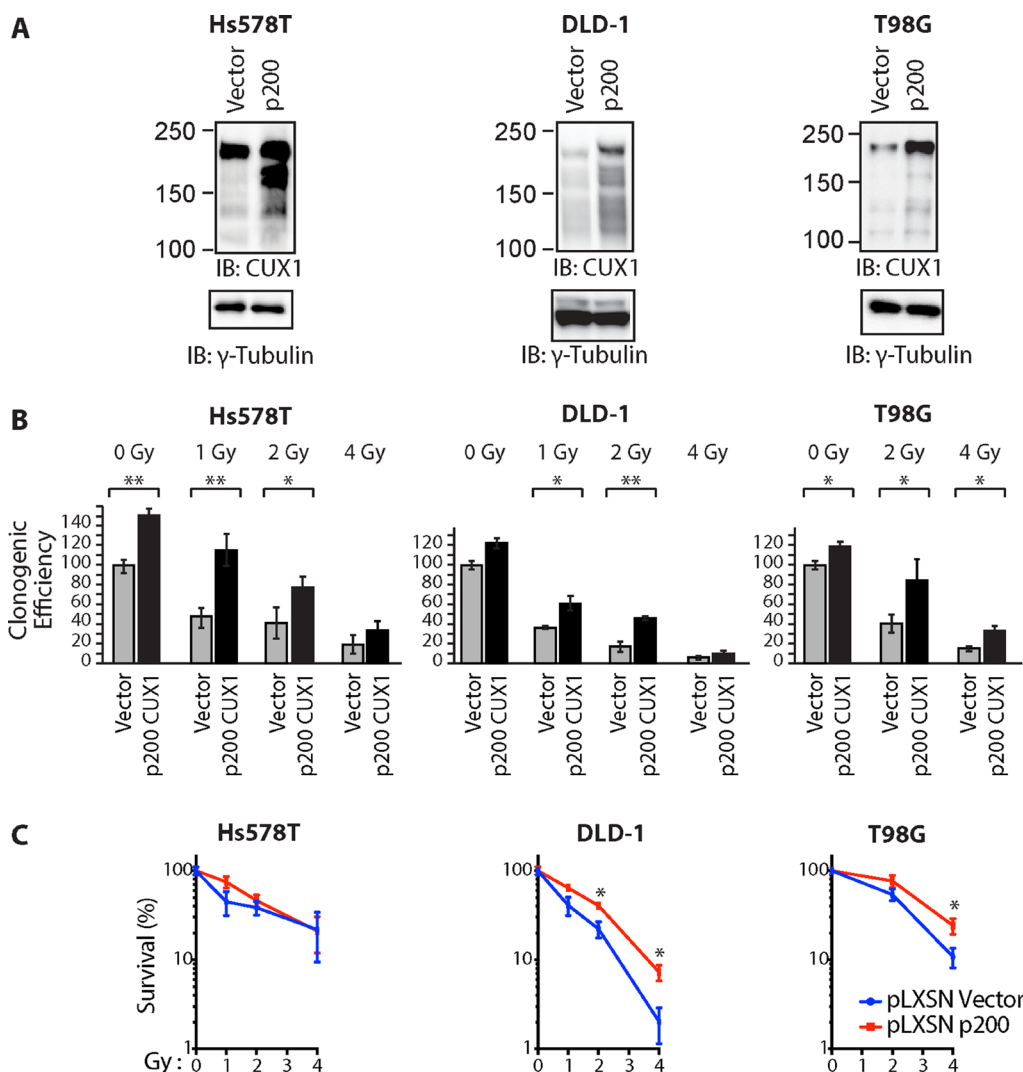 A
Hs578T DLD-1 T98G
Vector p200 Vector p200 Vector p200
250 250 250
150 150 150
100 100 100
IB: CUX1 IB: CUX1 IB: CUX1
IB: γ-Tubulin IB: γ-Tubulin IB: γ-Tubulin
B
Hs578T DLD-1 T98G
0 Gy 1 Gy 2 Gy 4 Gy 0 Gy 1 Gy 2 Gy 4 Gy 0 Gy 2 Gy 4 Gy
** ** * * ** * * *
Clonogenic
Efficiency
140
120 120 120
100 100 100
80 80 80
60 60 60
40 40 40
20 20 20
0 0 0
Vector p200 CUX1 Vector p200 CUX1 Vector p200 CUX1 Vector p200 CUX1 Vector p200 CUX1 Vector p200 CUX1 Vector p200 CUX1 Vector p200 CUX1 Vector p200 CUX1 Vector p200 CUX1 Vector p200 CUX1
C
Hs578T DLD-1 T98G
Survival (%)
100 100 100
* * *
10 10 10
pLXSN Vector
pLXSN p200
1 1 1
Gy : 0 1 2 3 4 0 1 2 3 4 0 1 2 3 4